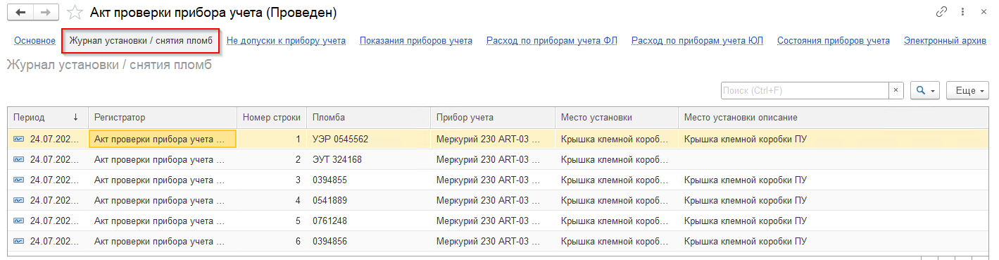 Акт проверки прибора учета (Проведен)
Основное Журнал установки / снятия пломб Не допуски к прибору учета Показания приборов учета Расход по приборам учета ФЛ Расход по приборам учета ЮЛ Состояния приборов учета Электронный архив
Журнал установки / снятия пломб
Поиск (Ctrl+F) × Еще
Период ↓ Регистратор Номер строки Пломба Прибор учета Место установки Место установки описание
24.07.202... Акт проверки прибора учета ... 1 УЭР 0545562 Меркурий 230 ART-03 ... Крышка клемной короб... Крышка клемной коробки ПУ
24.07.202... Акт проверки прибора учета ... 2 ЭУТ 324168 Меркурий 230 ART-03 ... Крышка клемной короб...
24.07.202... Акт проверки прибора учета ... 3 0394855 Меркурий 230 ART-03 ... Крышка клемной короб... Крышка клемной коробки ПУ
24.07.202... Акт проверки прибора учета ... 4 0541889 Меркурий 230 ART-03 ... Крышка клемной короб... Крышка клемной коробки ПУ
24.07.202... Акт проверки прибора учета ... 5 0761248 Меркурий 230 ART-03 ... Крышка клемной короб... Крышка клемной коробки ПУ
24.07.202... Акт проверки прибора учета ... 6 0394856 Меркурий 230 ART-03 ... Крышка клемной короб... Крышка клемной коробки ПУ